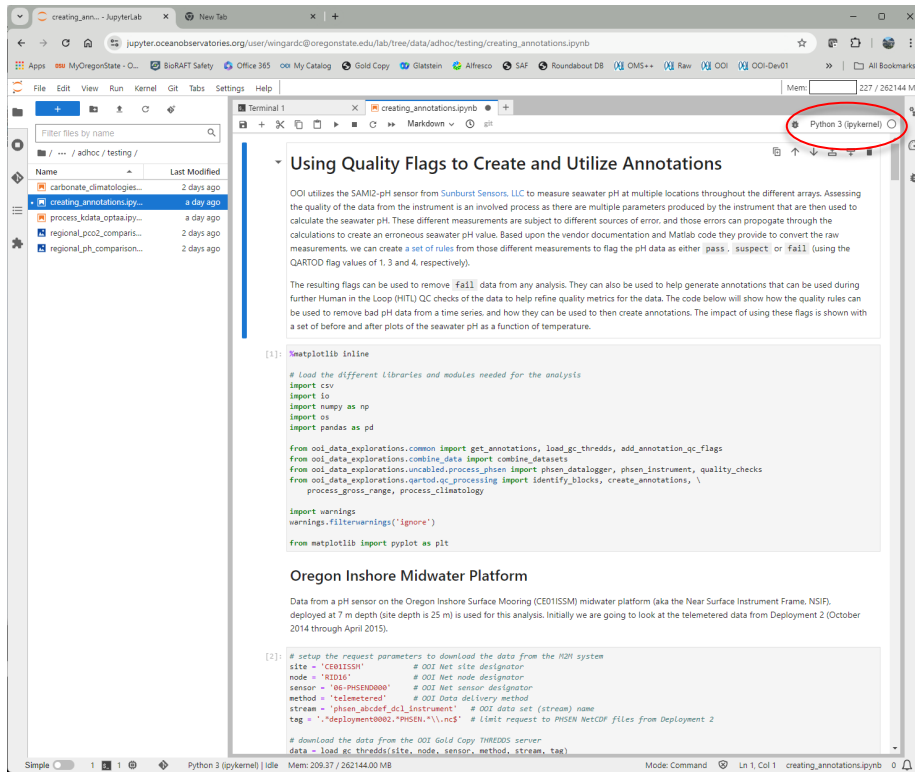 creating_ann... - JupyterLab
New Tab
jupyter.oceanobservatories.org/user/wingardc@oregonstate.edu/lab/tree/data/adhoc/testing/creating_annotations.ipynb
Apps
MyOregonState - O...
BioRAFT Safety
Office 365
My Catalog
Gold Copy
Glatstein
Alfresco
SAF
Roundabout DB
OMS++
Raw
OOI
OOI-Dev01
»
All Bookmarks
File Edit View Run Kernel Git Tabs Settings Help
Mem: 227 / 262144 M
Terminal 1
creating_annotations.ipynb
Markdown
git
Python 3 (ipykernel)
Filter files by name
/ ··· / adhoc / testing /
Name Last Modified
carbonate_climatologies... 2 days ago
creating_annotations.ipy... a day ago
process_kdata_optaa.ipy... a day ago
regional_pco2_comparis... 2 days ago
regional_ph_comparison... 2 days ago
Using Quality Flags to Create and Utilize Annotations
OOI utilizes the SAMI2-pH sensor from Sunburst Sensors, LLC to measure seawater pH at multiple locations throughout the different arrays. Assessing
the quality of the data from the instrument is an involved process as there are multiple parameters produced by the instrument that are then used to
calculate the seawater pH. These different measurements are subject to different sources of error, and those errors can propogate through the
calculations to create an erroneous seawater pH value. Based upon the vendor documentation and Matlab code they provide to convert the raw
measurements, we can create a set of rules from those different measurements to flag the pH data as either pass, suspect or fail (using the
QARTOD flag values of 1, 3 and 4, respectively).
The resulting flags can be used to remove fail data from any analysis. They can also be used to help generate annotations that can be used during
further Human in the Loop (HITL) QC checks of the data to help refine quality metrics for the data. The code below will show how the quality rules can
be used to remove bad pH data from a time series, and how they can be used to then create annotations. The impact of using these flags is shown with
a set of before and after plots of the seawater pH as a function of temperature.
[1]: %matplotlib inline
# load the different libraries and modules needed for the analysis
import csv
import io
import numpy as np
import os
import pandas as pd
from ooi_data_explorations.common import get_annotations, load_gc_thredds, add_annotation_qc_flags
from ooi_data_explorations.combine_data import combine_datasets
from ooi_data_explorations.uncabled.process_phsen import phsen_datalogger, phsen_instrument, quality_checks
from ooi_data_explorations.qartod.qc_processing import identify_blocks, create_annotations, \
process_gross_range, process_climatology
import warnings
warnings.filterwarnings('ignore')
from matplotlib import pyplot as plt
Oregon Inshore Midwater Platform
Data from a pH sensor on the Oregon Inshore Surface Mooring (CE01ISSM) midwater platform (aka the Near Surface Instrument Frame, NSIF),
deployed at 7 m depth (site depth is 25 m) is used for this analysis. Initially we are going to look at the telemetered data from Deployment 2 (October
2014 through April 2015).
[2]: # setup the request parameters to download the data from the M2M system
site = 'CE01ISSM' # OOI Net site designator
node = 'RID16' # OOI Net node designator
sensor = '06-PHSEND000' # OOI Net sensor designator
method = 'telemetered' # OOI Data delivery method
stream = 'phsen_abcdef_dcl_instrument' # OOI data set (stream) name
tag = '.*deployment0002.*PHSEN.*\\.nc$' # limit request to PHSEN NetCDF files from Deployment 2
# download the data from the OOI Gold Copy THREDDS server
data = load_gc_thredds(site, node, sensor, method, stream, tag)
Simple 1 1 Python 3 (ipykernel) | Idle Mem: 209.37 / 262144.00 MB Mode: Command Ln 1, Col 1 creating_annotations.ipynb 0